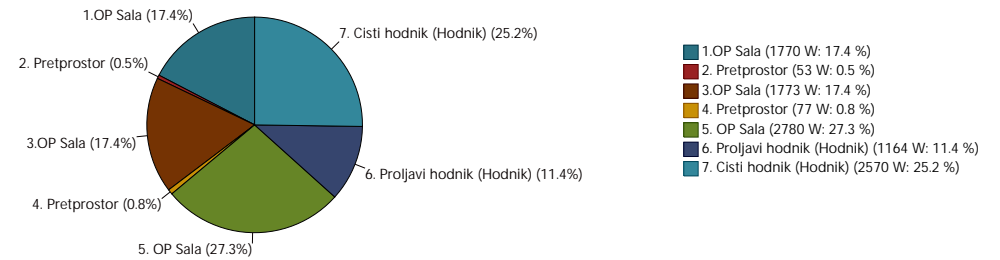 1.OP Sala (17.4%)
7. Cisti hodnik (Hodnik) (25.2%)
2. Pretprostor (0.5%)
3.OP Sala (17.4%)
6. Proljavi hodnik (Hodnik) (11.4%)
4. Pretprostor (0.8%)
5. OP Sala (27.3%)
1.OP Sala (1770 W: 17.4 %)
2. Pretprostor (53 W: 0.5 %)
3.OP Sala (1773 W: 17.4 %)
4. Pretprostor (77 W: 0.8 %)
5. OP Sala (2780 W: 27.3 %)
6. Proljavi hodnik (Hodnik) (1164 W: 11.4 %)
7. Cisti hodnik (Hodnik) (2570 W: 25.2 %)